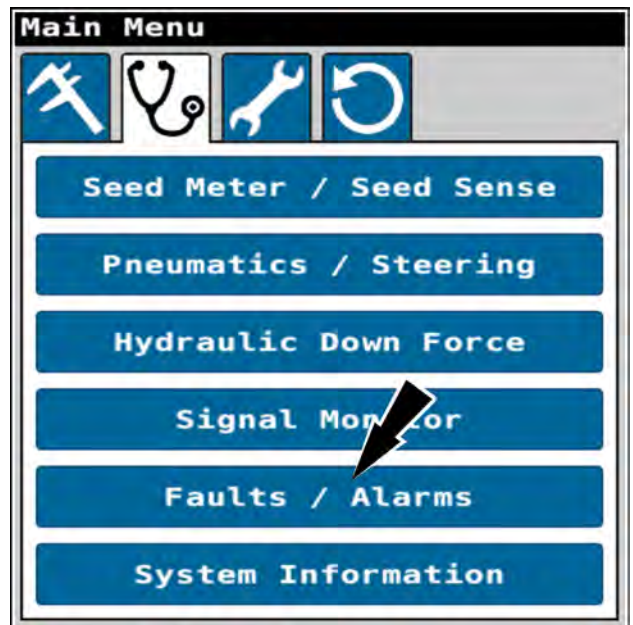 Main Menu
Seed Meter / Seed Sense
Pneumatics / Steering
Hydraulic Down Force
Signal Monitor
Faults / Alarms
System Information